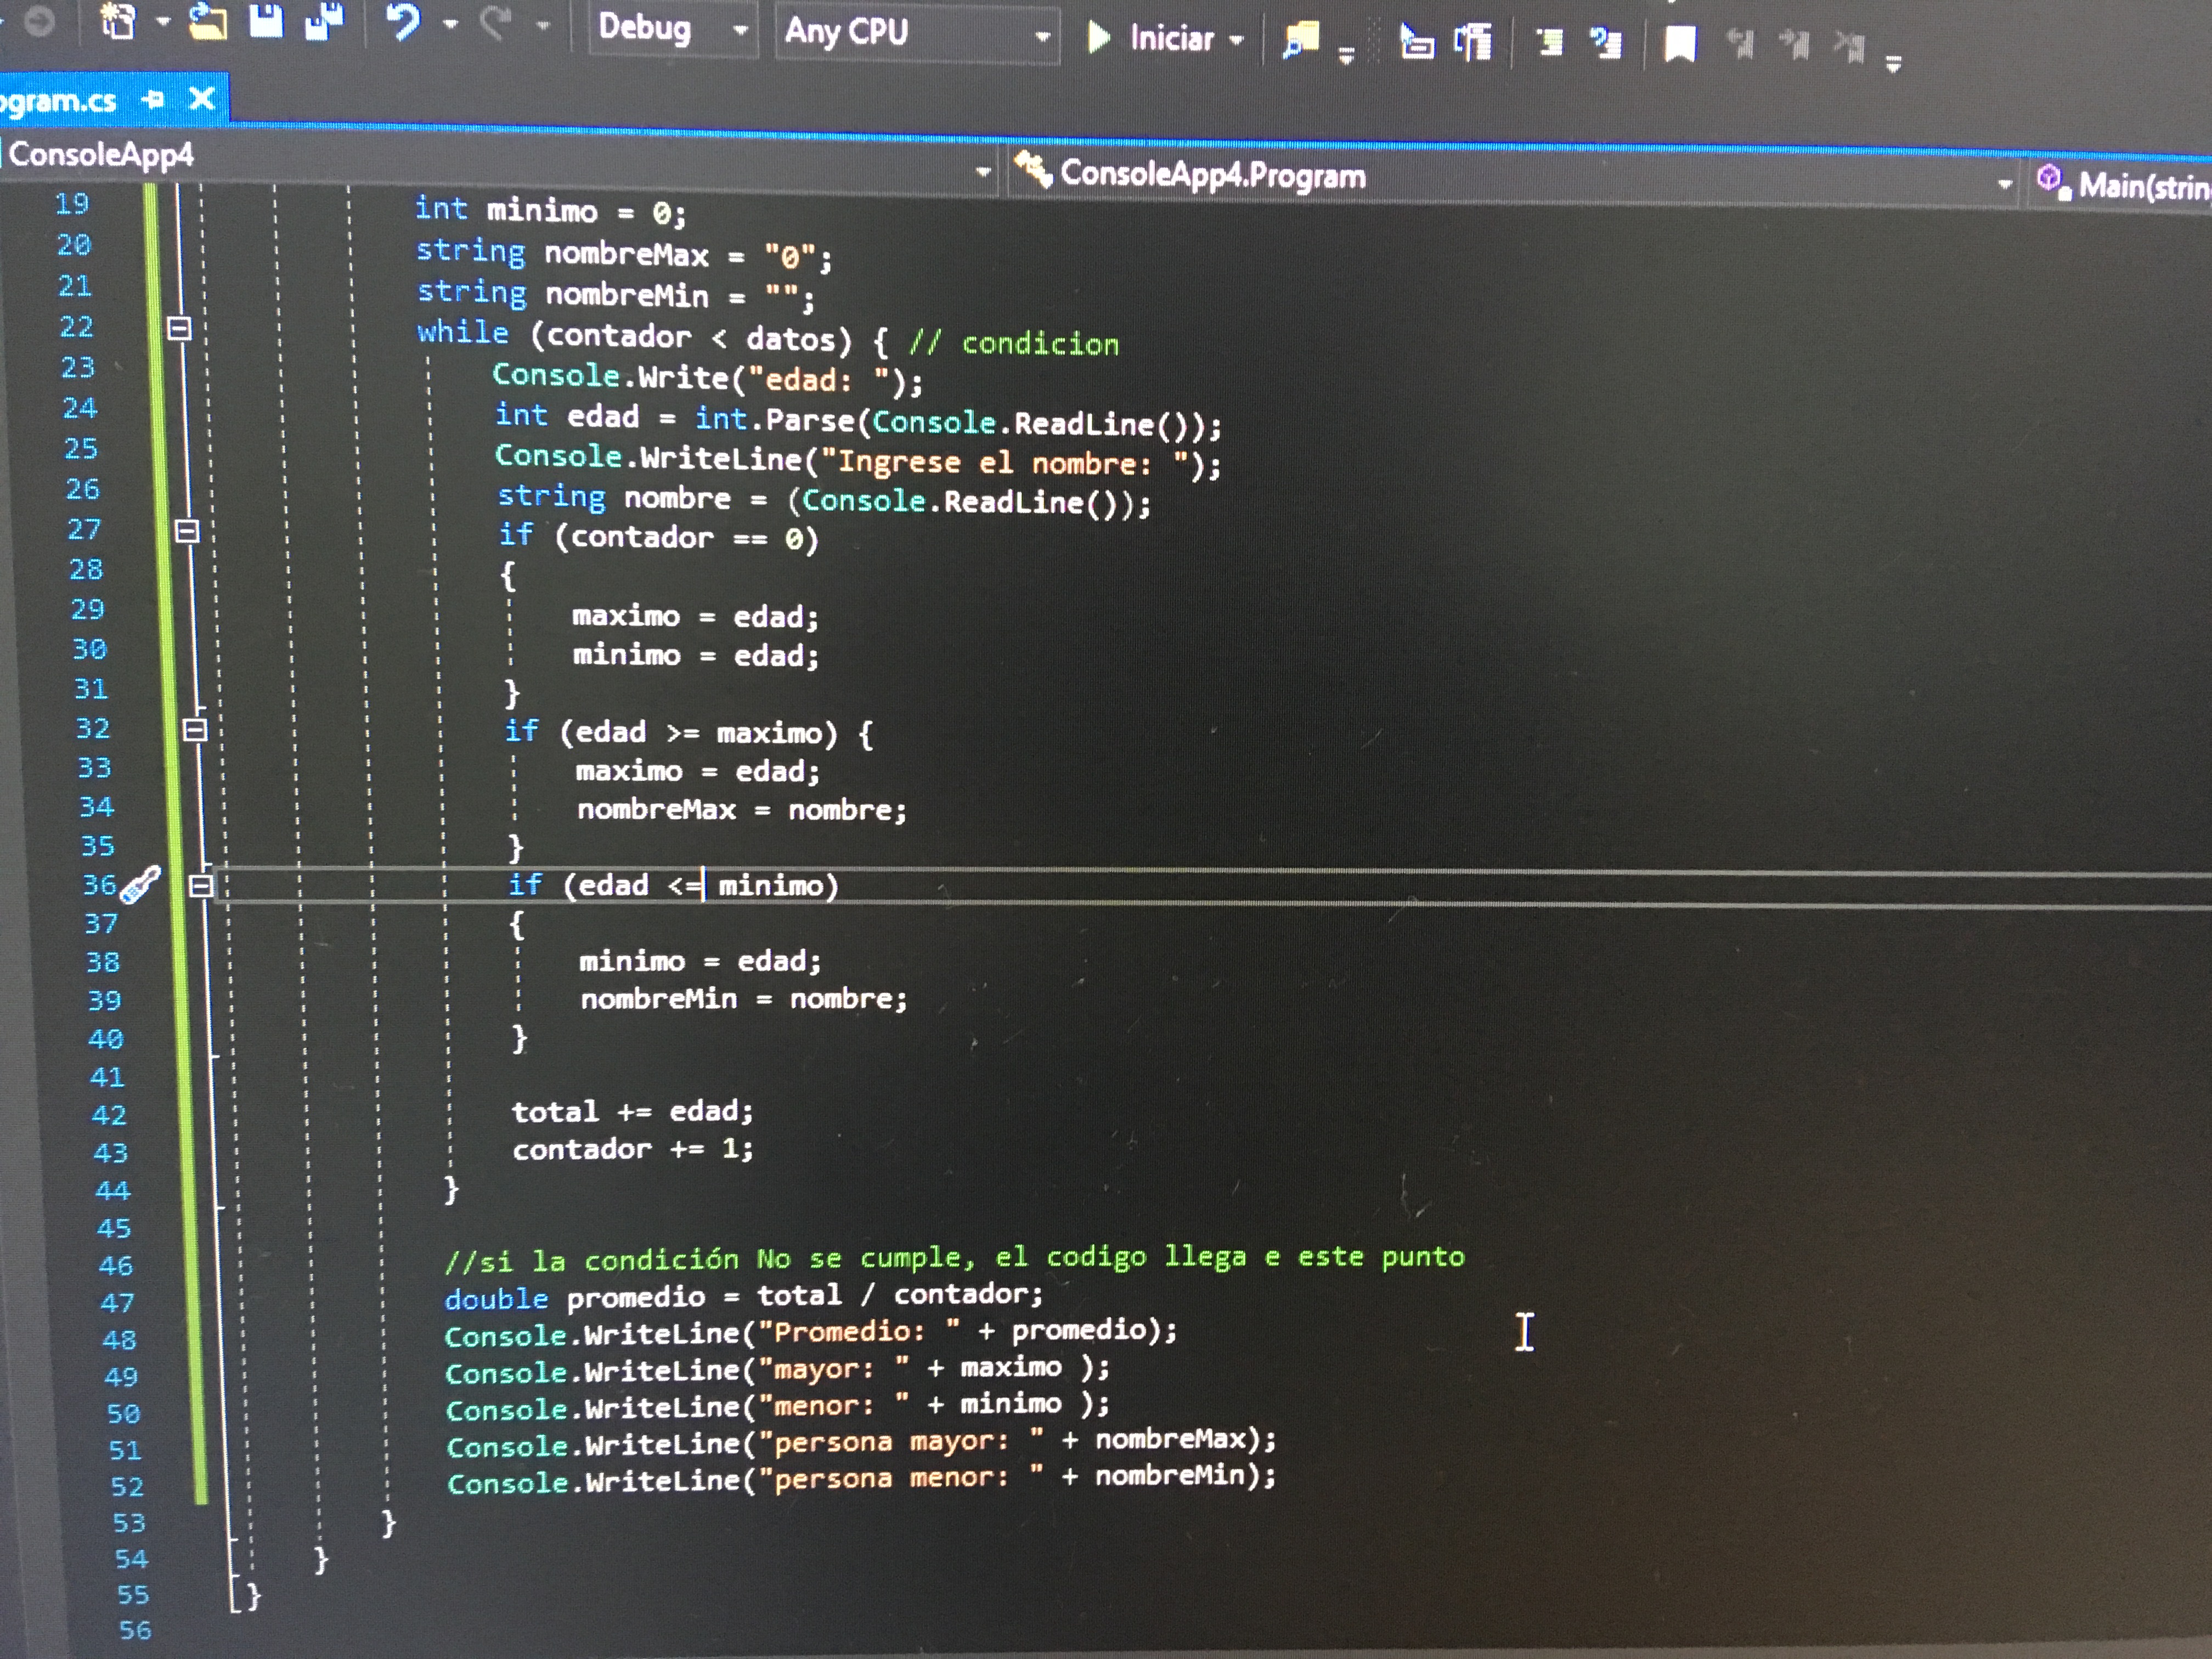 Debug Any CPU Iniciar
ogram.cs
ConsoleApp4 ConsoleApp4.Program Main(strin
19 int minimo = 0;
20 string nombreMax = "0";
21 string nombreMin = "";
22 while (contador < datos) { // condicion
23 Console.Write("edad: ");
24 int edad = int.Parse(Console.ReadLine());
25 Console.WriteLine("Ingrese el nombre: ");
26 string nombre = (Console.ReadLine());
27 if (contador == 0)
28 {
29 maximo = edad;
30 minimo = edad;
31 }
32 if (edad >= maximo) {
33 maximo = edad;
34 nombreMax = nombre;
35 }
36 if (edad <= minimo)
37 {
38 minimo = edad;
39 nombreMin = nombre;
40 }
41
42 total += edad;
43 contador += 1;
44 }
45
46 //si la condición No se cumple, el codigo llega e este punto
47 double promedio = total / contador;
48 Console.WriteLine("Promedio: " + promedio);
49 Console.WriteLine("mayor: " + maximo );
50 Console.WriteLine("menor: " + minimo );
51 Console.WriteLine("persona mayor: " + nombreMax);
52 Console.WriteLine("persona menor: " + nombreMin);
53 }
54 }
55 }
56